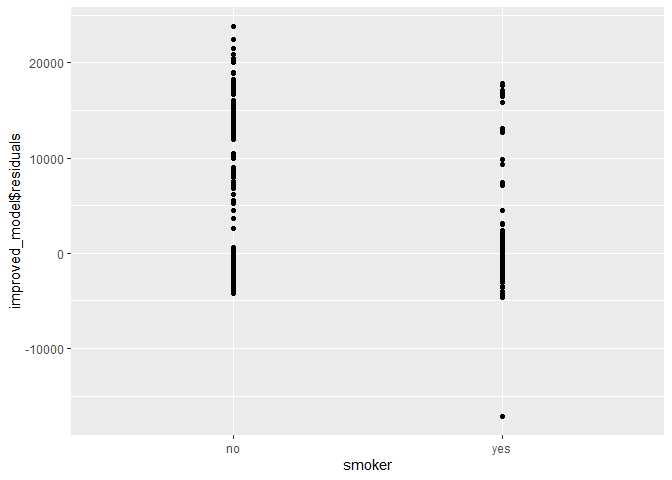 improved_model$residuals
20000
10000
0
-10000
no
yes
smoker